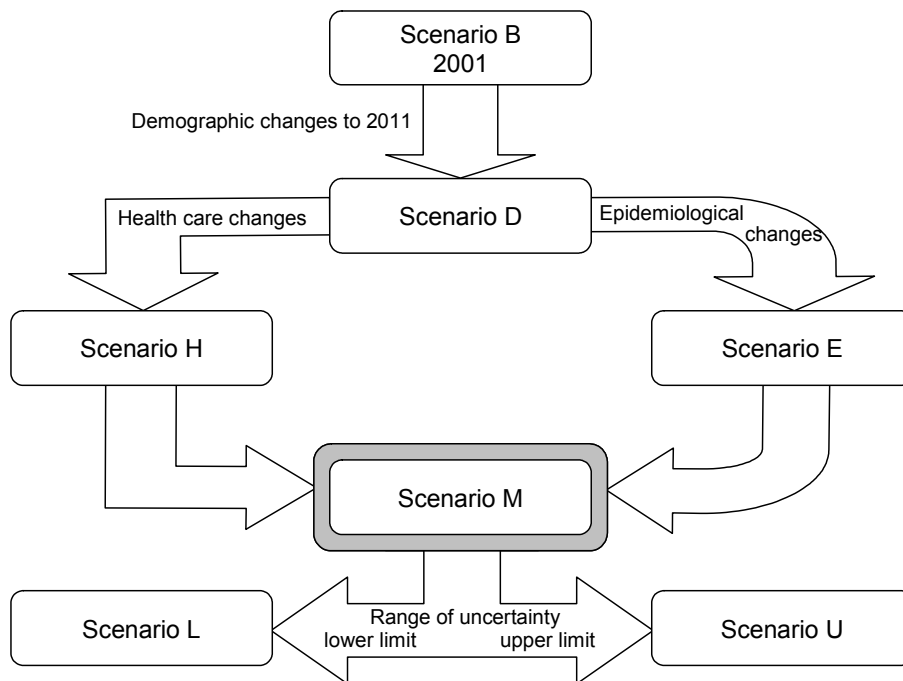 Scenario B
2001
Demographic changes to 2011
Scenario D
Health care changes
Epidemiological
changes
Scenario H
Scenario E
Scenario M
Scenario L
Range of uncertainty
lower limit
upper limit
Scenario U